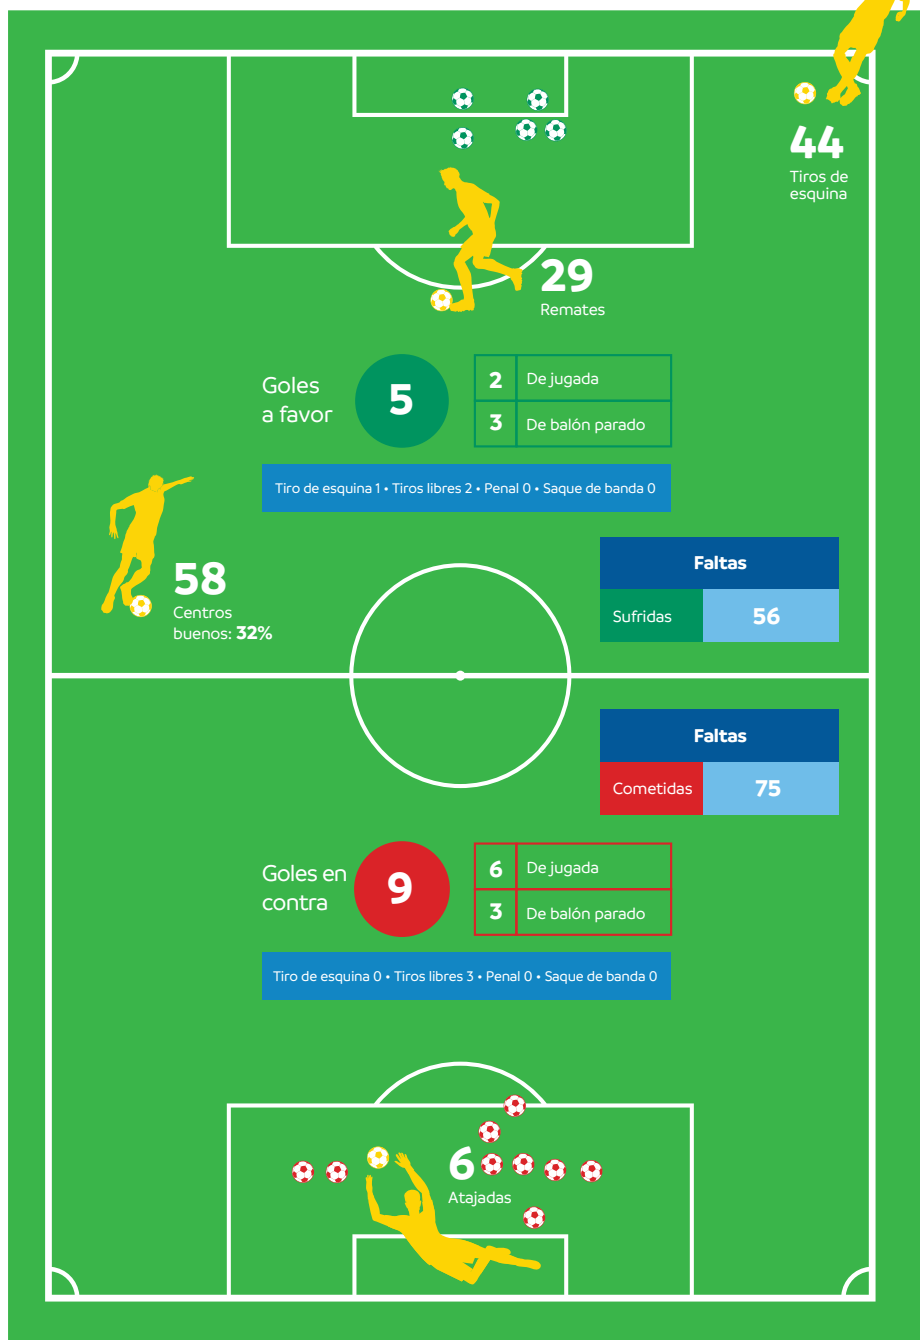 44
Tiros de
esquina
29
Remates
Goles
a favor
5
2 De jugada
3 De balón parado
Tiro de esquina 1 • Tiros libres 2 • Penal 0 • Saque de banda 0
58
Centros
buenos: 32%
Faltas
Sufridas 56
Faltas
Cometidas 75
Goles en
contra
9
6 De jugada
3 De balón parado
Tiro de esquina 0 • Tiros libres 3 • Penal 0 • Saque de banda 0
6
Atajadas